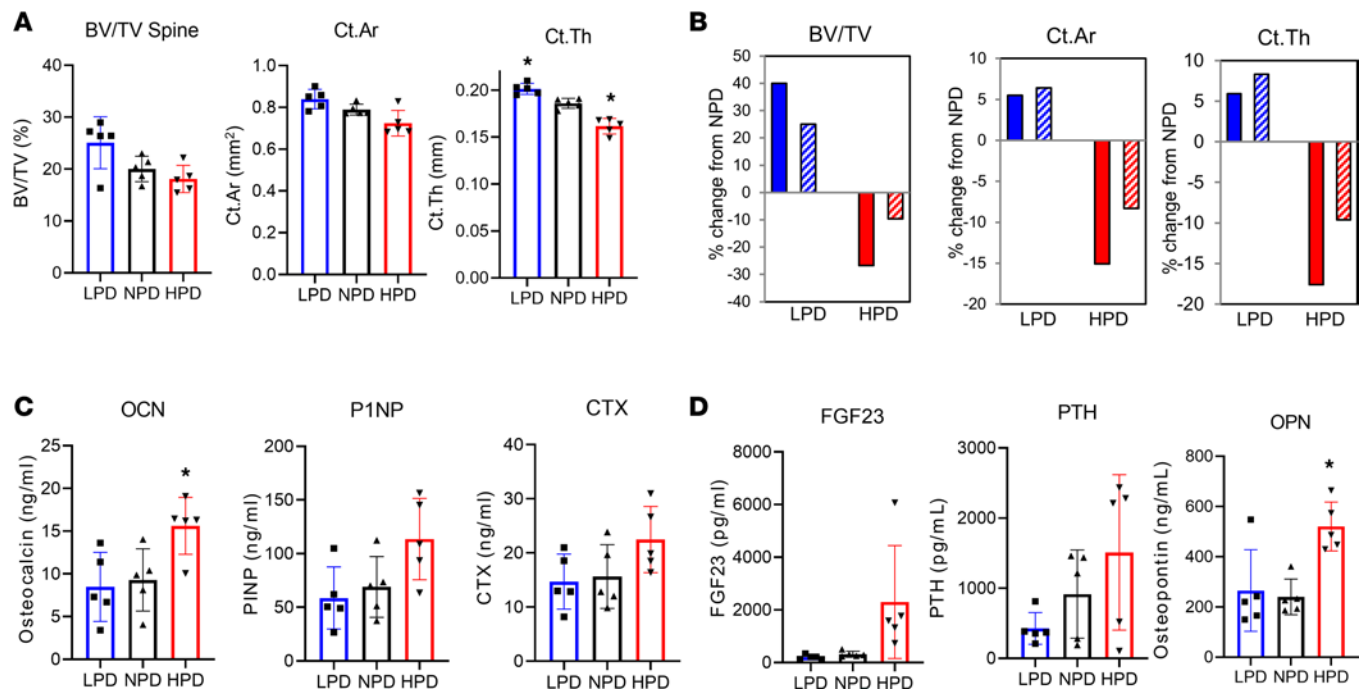 A
BV/TV Spine
BV/TV (%)
40
30
20
10
0
LPD NPD HPD
Ct.Ar
Ct.Ar (mm²)
1.0
0.8
0.6
0.4
0.2
0.0
LPD NPD HPD
Ct.Th
Ct.Th (mm)
0.20
0.15
0.10
0.05
0.00
*
*
LPD NPD HPD
B
BV/TV
% change from NPD
50
40
30
20
10
0
-10
-20
-30
-40
LPD HPD
Ct.Ar
% change from NPD
10
5
0
-5
-10
-15
-20
LPD HPD
Ct.Th
% change from NPD
10
5
0
-5
-10
-15
-20
LPD HPD
C
OCN
Osteocalcin (ng/ml)
25
20
15
10
5
0
*
LPD NPD HPD
P1NP
PINP (ng/ml)
200
150
100
50
0
LPD NPD HPD
CTX
CTX (ng/ml)
40
30
20
10
0
LPD NPD HPD
D
FGF23
FGF23 (pg/mL)
8000
6000
4000
2000
0
LPD NPD HPD
PTH
PTH (pg/mL)
3000
2000
1000
0
LPD NPD HPD
OPN
Osteopontin (ng/mL)
800
600
400
200
0
*
LPD NPD HPD